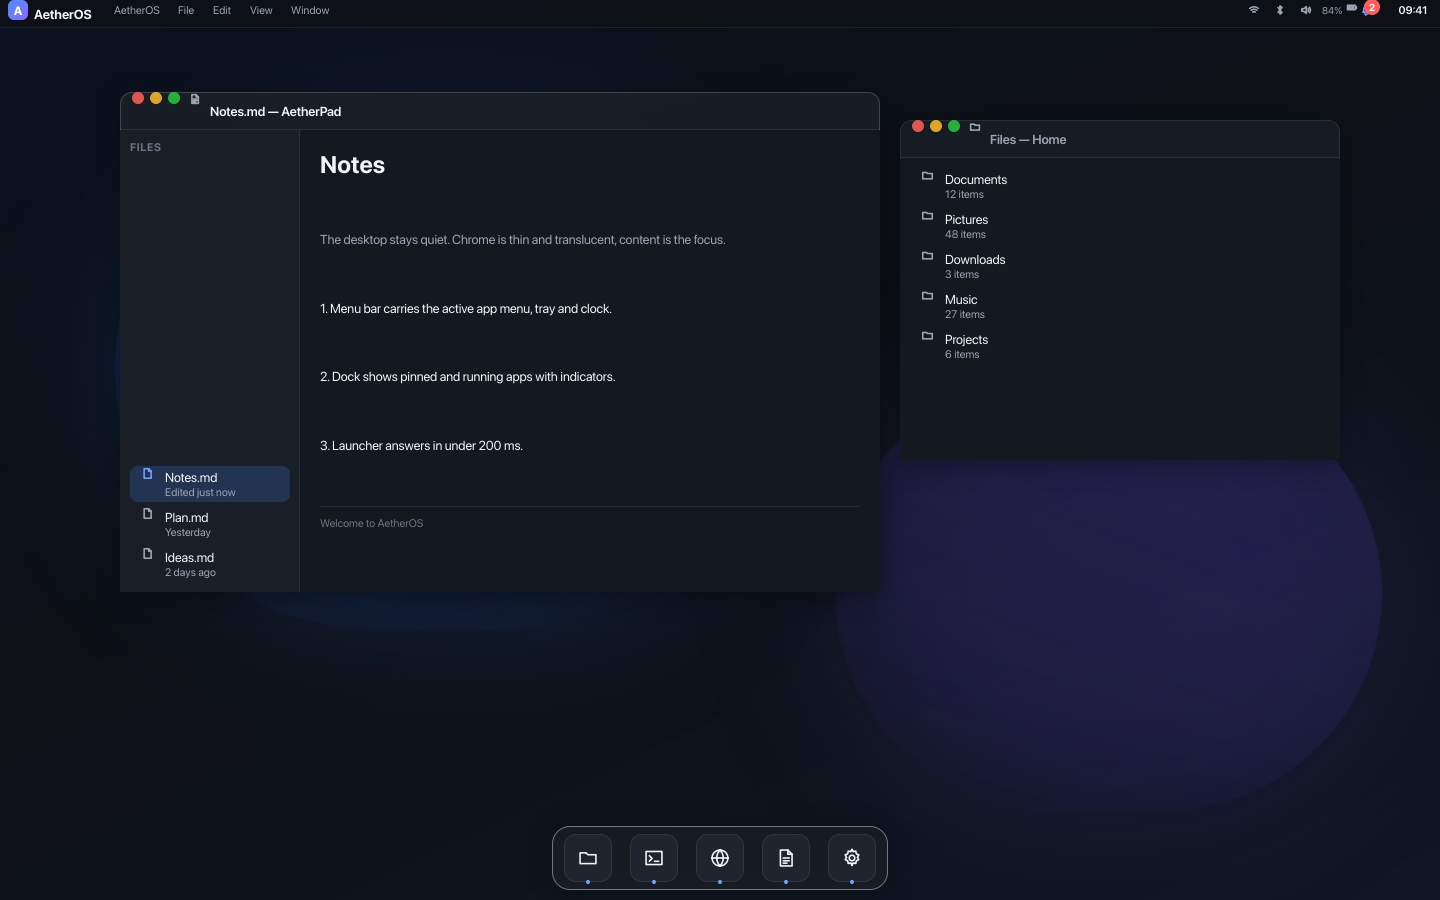 A AetherOS AetherOS File Edit View Window 84% 2 09:41
Notes.md — AetherPad
FILES
Notes.md
Edited just now
Plan.md
Yesterday
Ideas.md
2 days ago
Notes
The desktop stays quiet. Chrome is thin and translucent, content is the focus.
1. Menu bar carries the active app menu, tray and clock.
2. Dock shows pinned and running apps with indicators.
3. Launcher answers in under 200 ms.
Welcome to AetherOS
Files — Home
Documents
12 items
Pictures
48 items
Downloads
3 items
Music
27 items
Projects
6 items